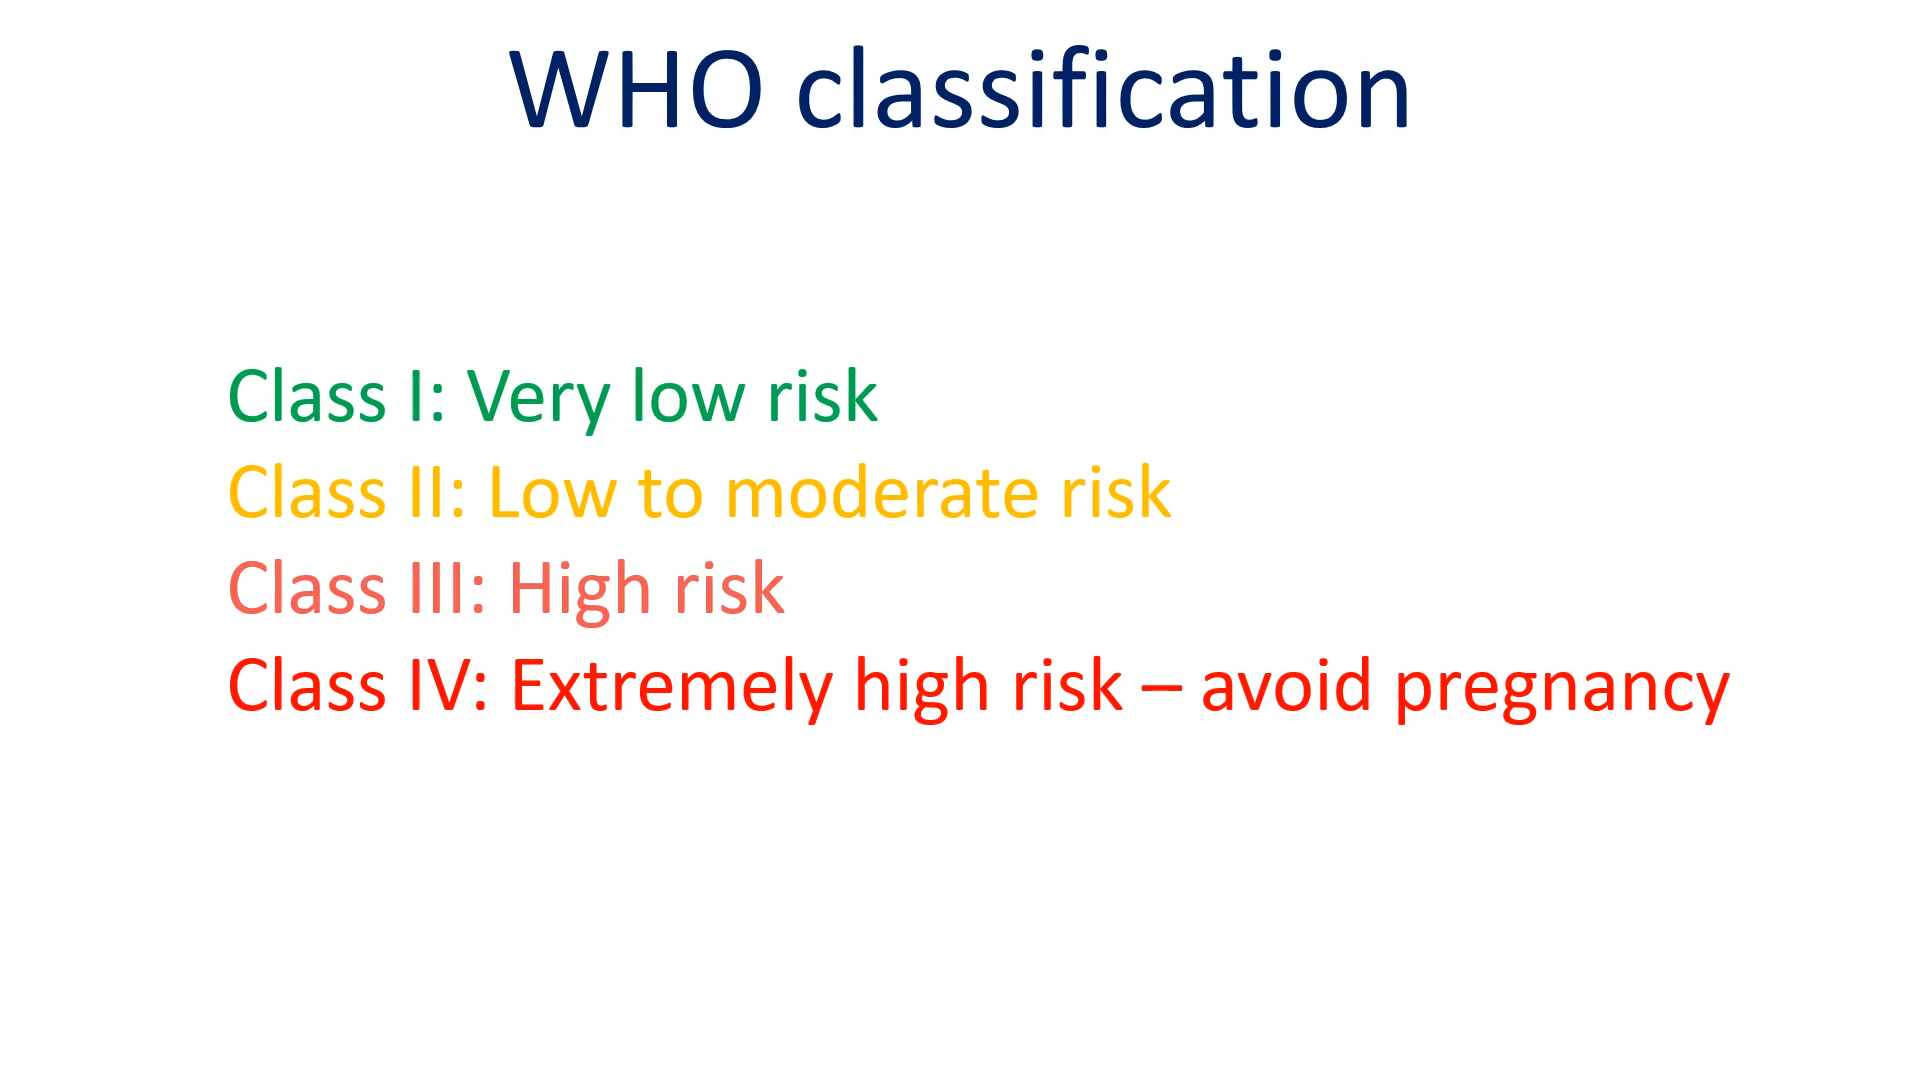 WHO classification
Class I: Very low risk
Class II: Low to moderate risk
Class III: High risk
Class IV: Extremely high risk – avoid pregnancy